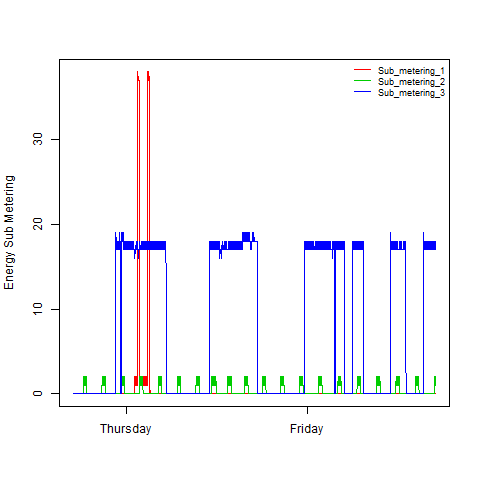 Sub_metering_1
Sub_metering_2
Sub_metering_3
Energy Sub Metering
30
20
10
0
Thursday
Friday